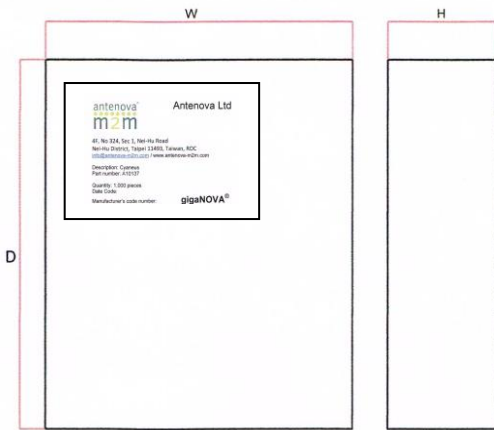 W
H
antenova
m2m
Antenova Ltd
4F, No 324, Sec 1, Nei-Hu Road
Nei-Hu District, Taipei 11493, Taiwan, ROC
info@antenova-m2m.com / www.antenova-m2m.com
Description: Cyaneus
Part number: A10137
Quantity: 1,000 pieces
Date Code:
Manufacturer's code number:
gigaNOVA®
D